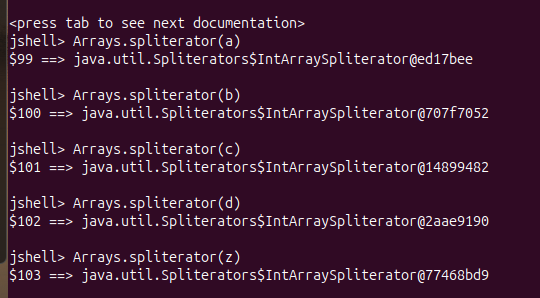 <press tab to see next documentation>
jshell> Arrays.spliterator(a)
$99 ==> java.util.Spliterators$IntArraySpliterator@ed17bee
jshell> Arrays.spliterator(b)
$100 ==> java.util.Spliterators$IntArraySpliterator@707f7052
jshell> Arrays.spliterator(c)
$101 ==> java.util.Spliterators$IntArraySpliterator@14899482
jshell> Arrays.spliterator(d)
$102 ==> java.util.Spliterators$IntArraySpliterator@2aae9190
jshell> Arrays.spliterator(z)
$103 ==> java.util.Spliterators$IntArraySpliterator@77468bd9